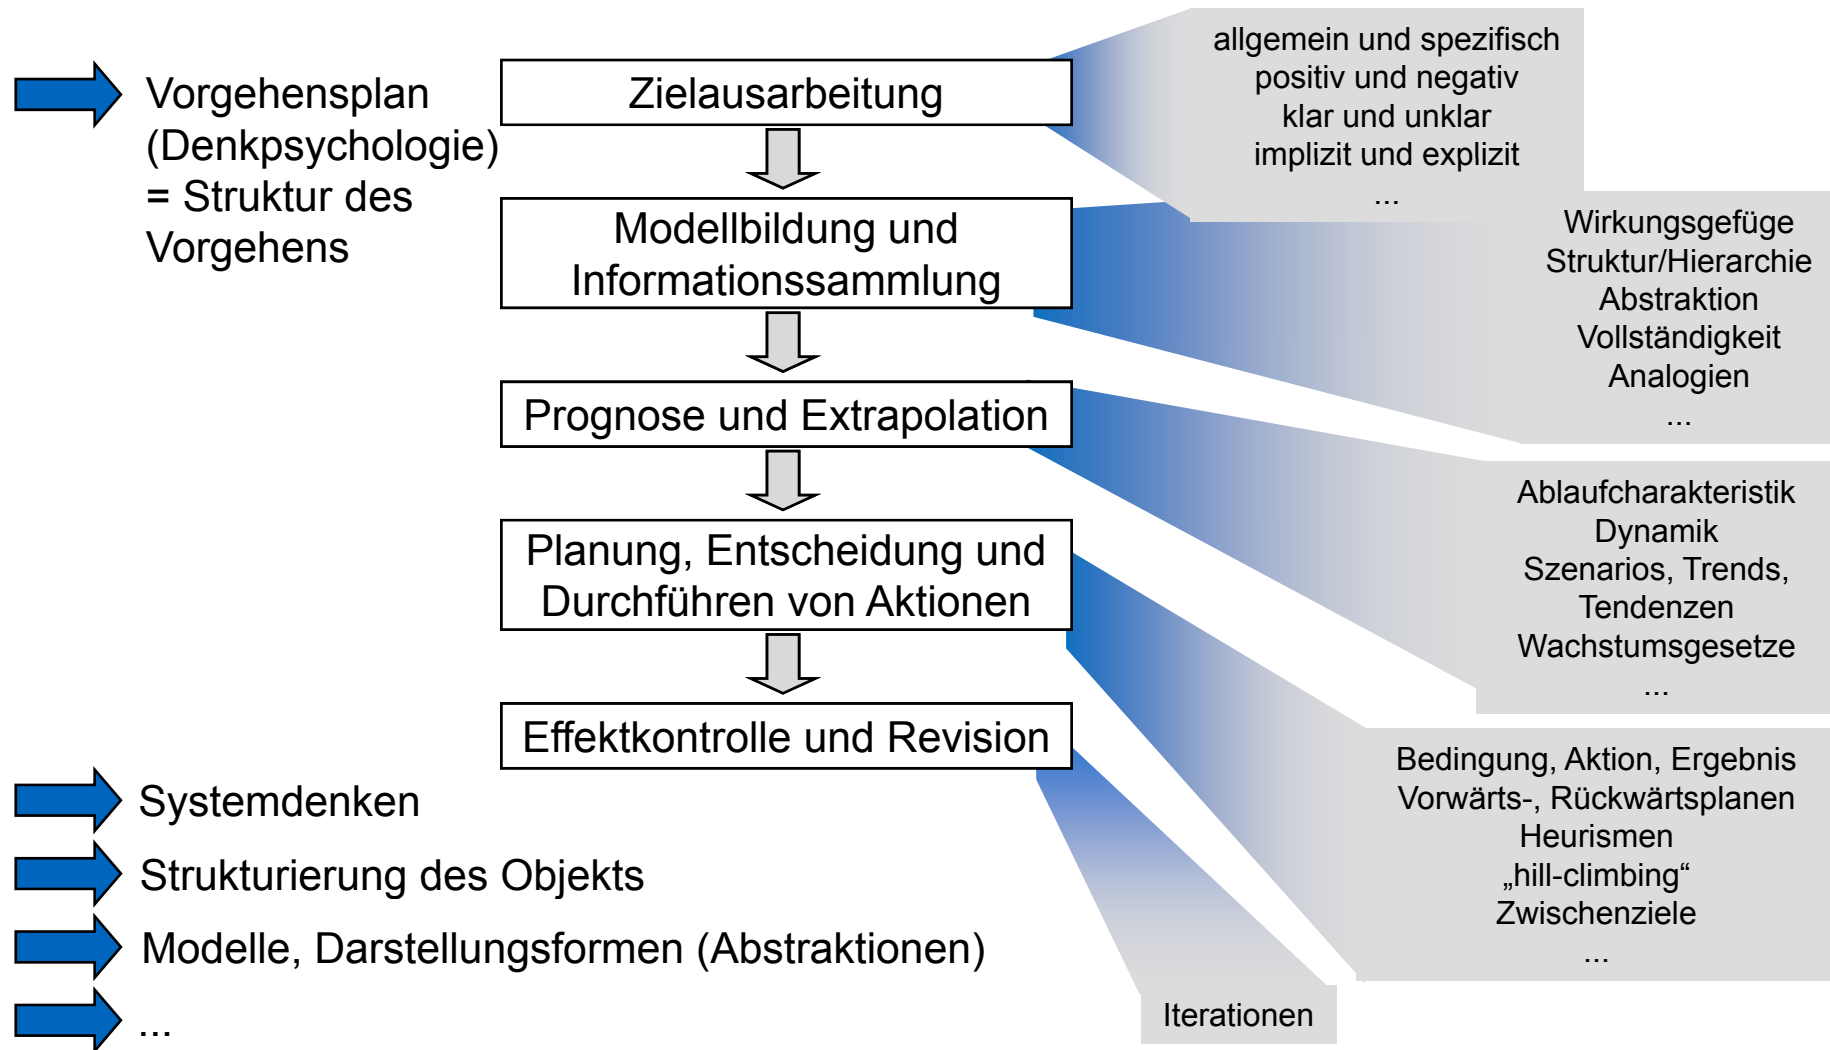 Vorgehensplan
(Denkpsychologie)
= Struktur des
Vorgehens
Zielausarbeitung
allgemein und spezifisch
positiv und negativ
klar und unklar
implizit und explizit
...
Modellbildung und
Informationssammlung
Wirkungsgefüge
Struktur/Hierarchie
Abstraktion
Vollständigkeit
Analogien
...
Prognose und Extrapolation
Ablaufcharakteristik
Dynamik
Szenarios, Trends,
Tendenzen
Wachstumsgesetze
...
Planung, Entscheidung und
Durchführen von Aktionen
Bedingung, Aktion, Ergebnis
Vorwärts-, Rückwärtsplanen
Heurismen
„hill-climbing“
Zwischenziele
...
Effektkontrolle und Revision
Iterationen
Systemdenken
Strukturierung des Objekts
Modelle, Darstellungsformen (Abstraktionen)
...